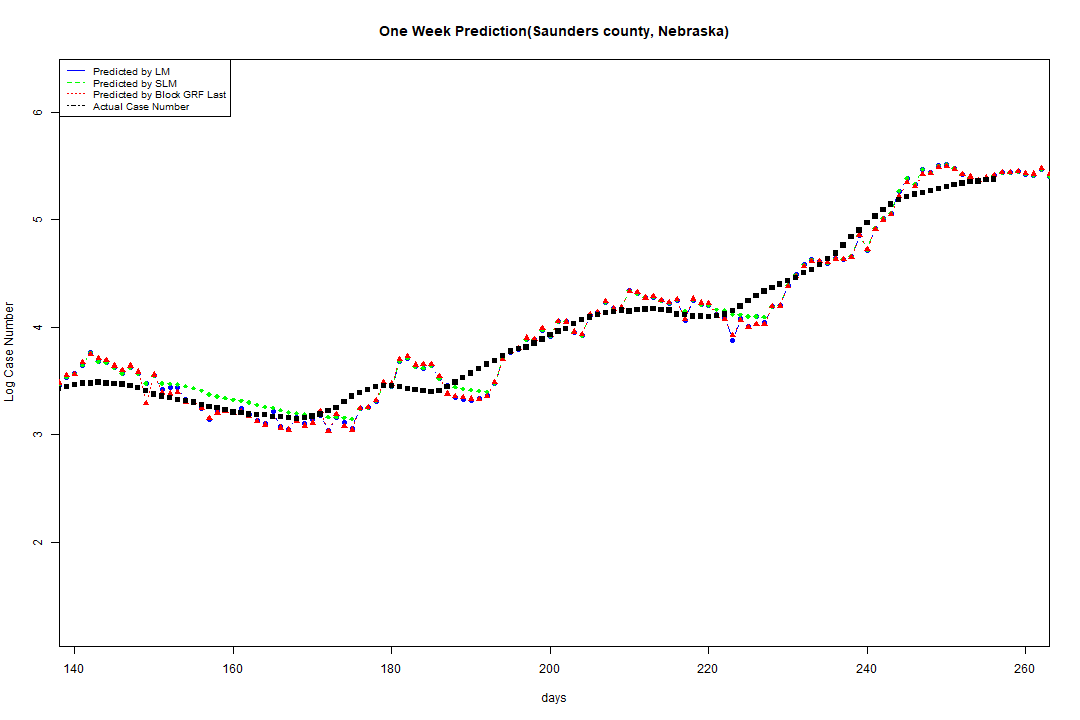 One Week Prediction(Saunders county, Nebraska)
Predicted by LM
Predicted by SLM
Predicted by Block GRF Last
Actual Case Number
6
5
4
3
2
Log Case Number
140 160 180 200 220 240 260
days